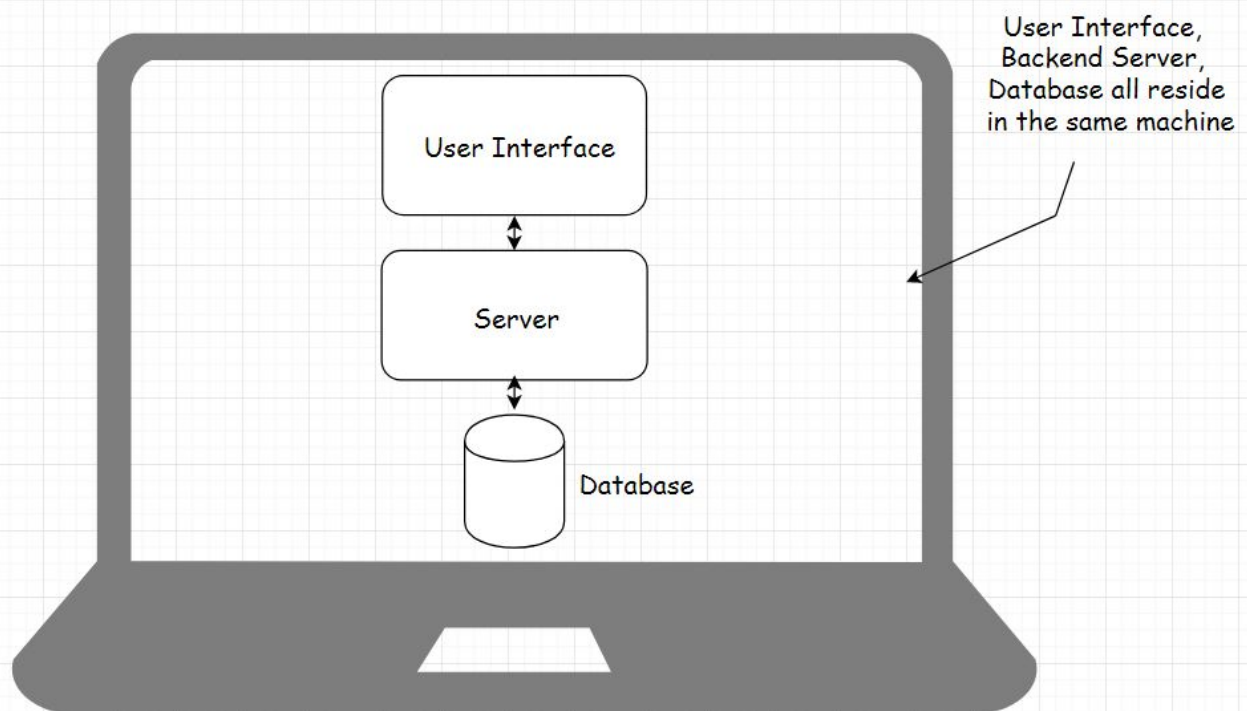 User Interface,
Backend Server,
Database all reside
in the same machine
User Interface
Server
Database